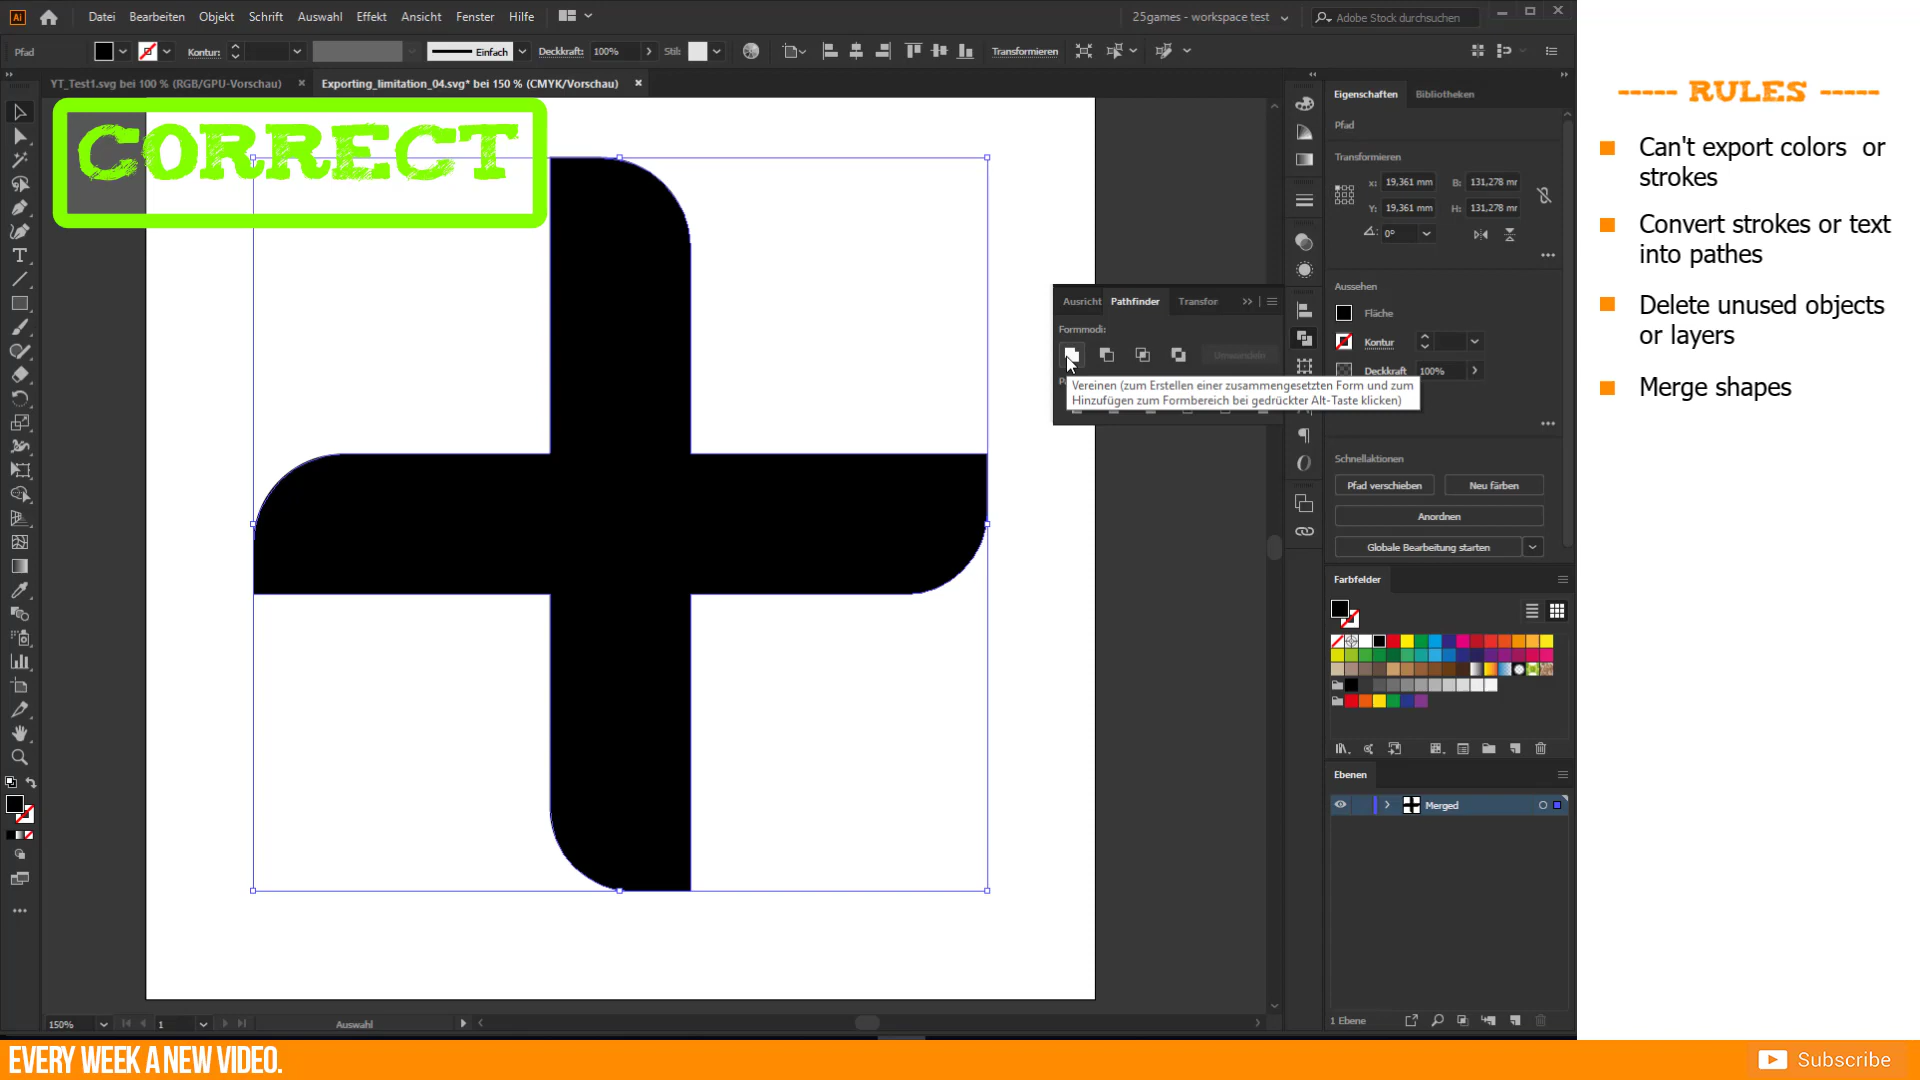 Ai
Datei Bearbeiten Objekt Schrift Auswahl Effekt Ansicht Fenster Hilfe
25games - workspace test
Adobe Stock durchsuchen
Pfad
Kontur:
Einfach
Deckkraft: 100%
Stil:
Transformieren
YT_Test1.svg bei 100 % (RGB/GPU-Vorschau)
Exporting_limitation_04.svg* bei 150 % (CMYK/Vorschau)
CORRECT
Eigenschaften Bibliotheken
Pfad
Transformieren
X: 19,361 mm B: 131,278 mr
Y: 19,361 mm H: 131,278 mr
0°
Aussehen
Fläche
Kontur
Deckkraft 100%
Ausricht Pathfinder Transfor
Formmodi:
Umwandeln
Vereinen (zum Erstellen einer zusammengesetzten Form und zum
Hinzufügen zum Formbereich bei gedrückter Alt-Taste klicken)
Schnellaktionen
Pfad verschieben Neu färben
Anordnen
Globale Bearbeitung starten
Farbfelder
Ebenen
Merged
1 Ebene
150%
1
Auswahl
----- RULES -----
Can't export colors or
strokes
Convert strokes or text
into pathes
Delete unused objects
or layers
Merge shapes
EVERY WEEK A NEW VIDEO.
Subscribe